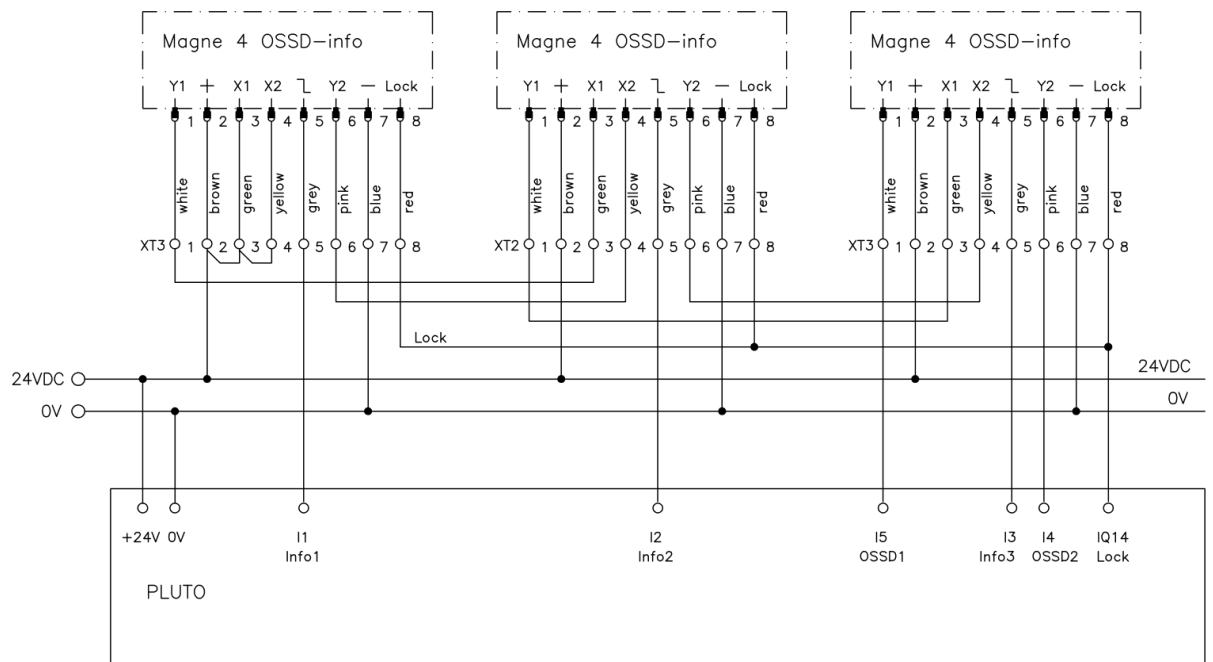 Magne 4 OSSD-info Magne 4 OSSD-info Magne 4 OSSD-info
Y1 + X1 X2 Y2 − Lock Y1 + X1 X2 Y2 − Lock Y1 + X1 X2 Y2 − Lock
1 2 3 4 5 6 7 8 1 2 3 4 5 6 7 8 1 2 3 4 5 6 7 8
white brown green yellow grey pink blue red white brown green yellow grey pink blue red white brown green yellow grey pink blue red
XT3 1 2 3 4 5 6 7 8 XT2 1 2 3 4 5 6 7 8 XT3 1 2 3 4 5 6 7 8
Lock
24VDC 24VDC
0V 0V
+24V 0V I1 I2 I5 I3 I4 IQ14
Info1 Info2 OSSD1 Info3 OSSD2 Lock
PLUTO